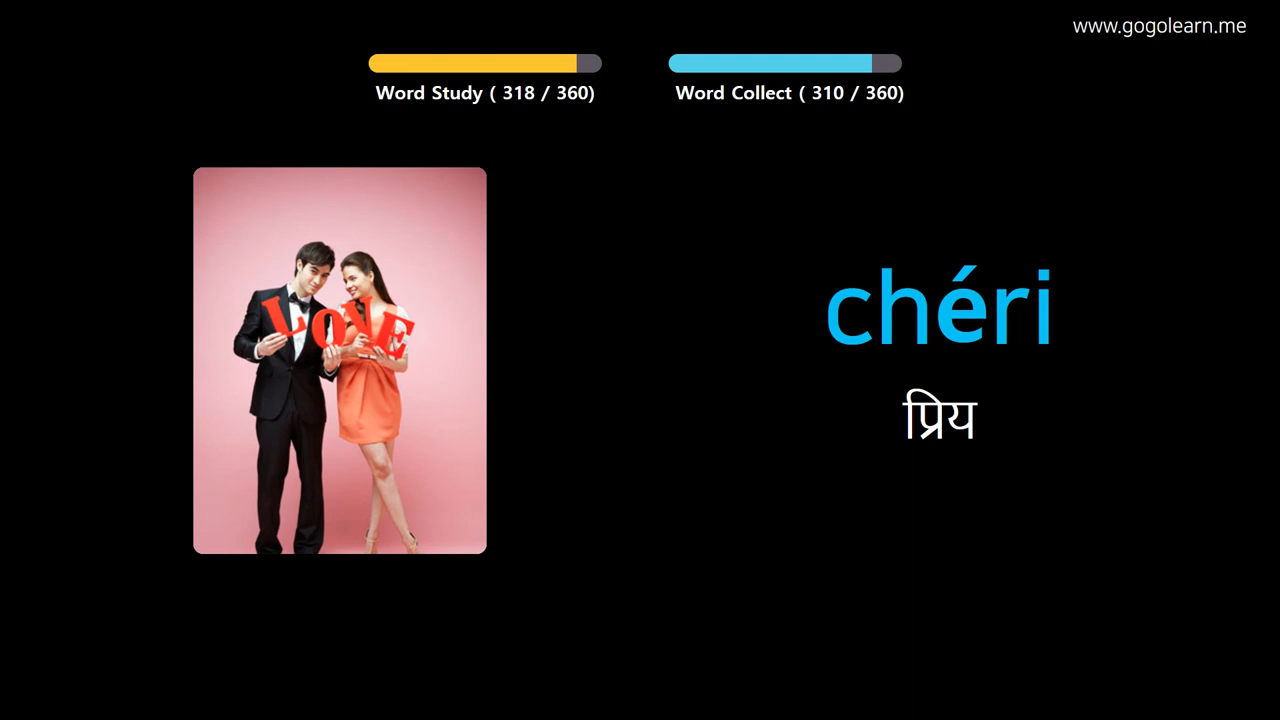 www.gogolearn.me
Word Study ( 318 / 360)
Word Collect ( 310 / 360)
LOVE
chéri
प्रिय